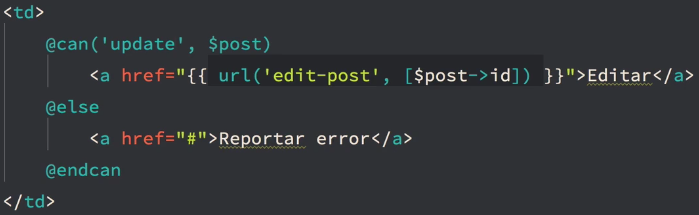 <td>
@can('update', $post)
<a href="{{ url('edit-post', [$post->id]) }}">Editar</a>
@else
<a href="#">Reportar error</a>
@endcan
</td>